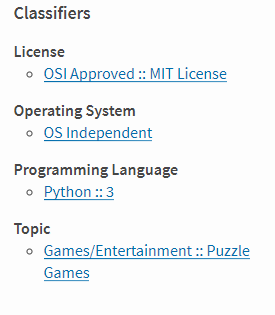 Classifiers
License
OSI Approved :: MIT License
Operating System
OS Independent
Programming Language
Python :: 3
Topic
Games/Entertainment :: Puzzle
Games